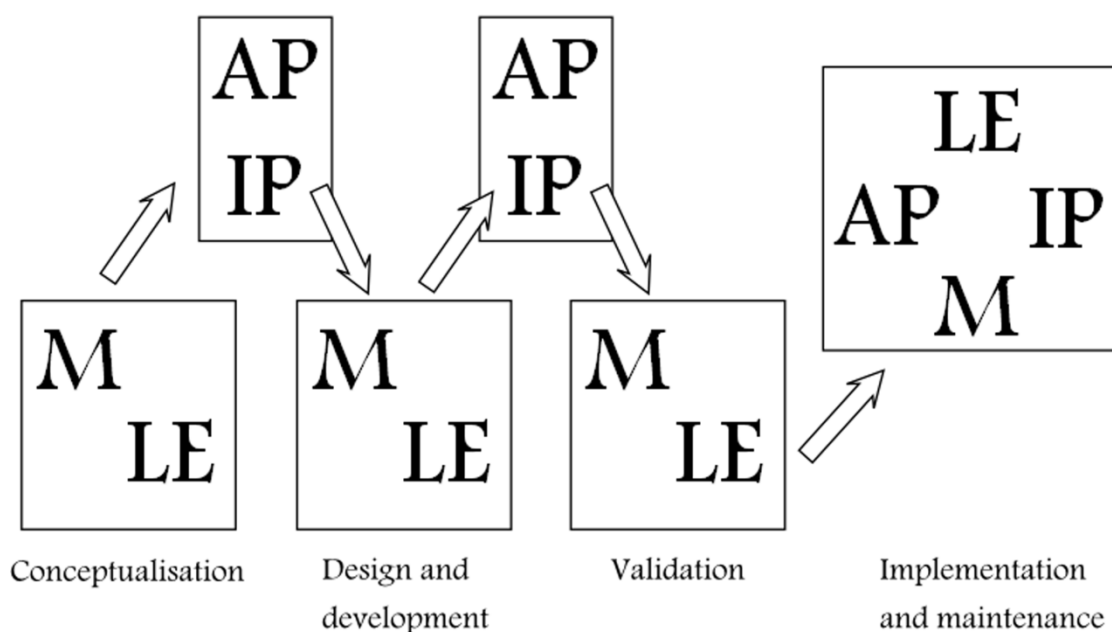 AP
IP
AP
IP
LE
AP IP
M
M
LE
M
LE
M
LE
Conceptualisation
Design and
development
Validation
Implementation
and maintenance